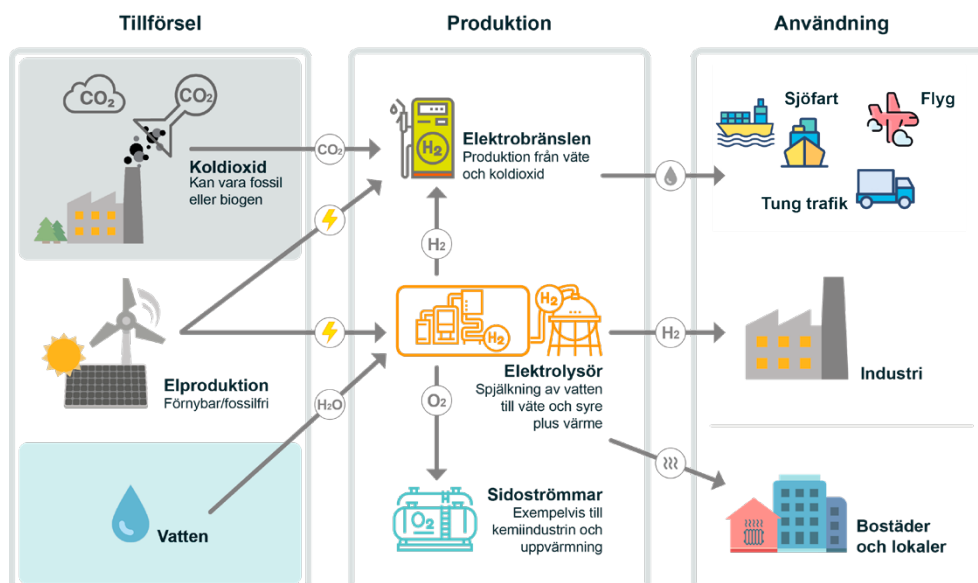 Tillförsel
Produktion
Användning
CO₂
CO₂
Koldioxid
Kan vara fossil
eller biogen
CO₂
H₂
Elektrobränslen
Produktion från väte
och koldioxid
Sjöfart
Flyg
Tung trafik
H₂
Elproduktion
Förnybar/fossilfri
H₂
H₂
Elektrolysör
Spjälkning av vatten
till väte och syre
plus värme
H₂
Industri
H₂O
O₂
Vatten
O₂
Sidoströmmar
Exempelvis till
kemiindustrin och
uppvärmning
Bostäder
och lokaler